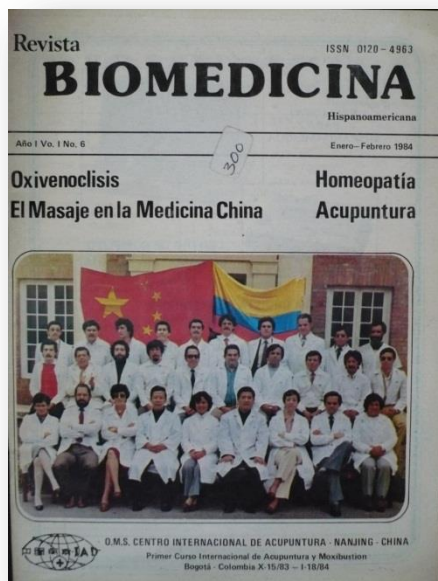 Revista
ISSN 0120-4963
BIOMEDICINA
Hispanoamericana
Año I Vo. I No. 6
Enero-Febrero 1984
300
Oxivenoclisis
Homeopatía
El Masaje en la Medicina China
Acupuntura
O.M.S. CENTRO INTERNACIONAL DE ACUPUNTURA - NANJING - CHINA
Primer Curso Internacional de Acupuntura y Moxibustion
Bogotá - Colombia X-15/83 - I-18/84